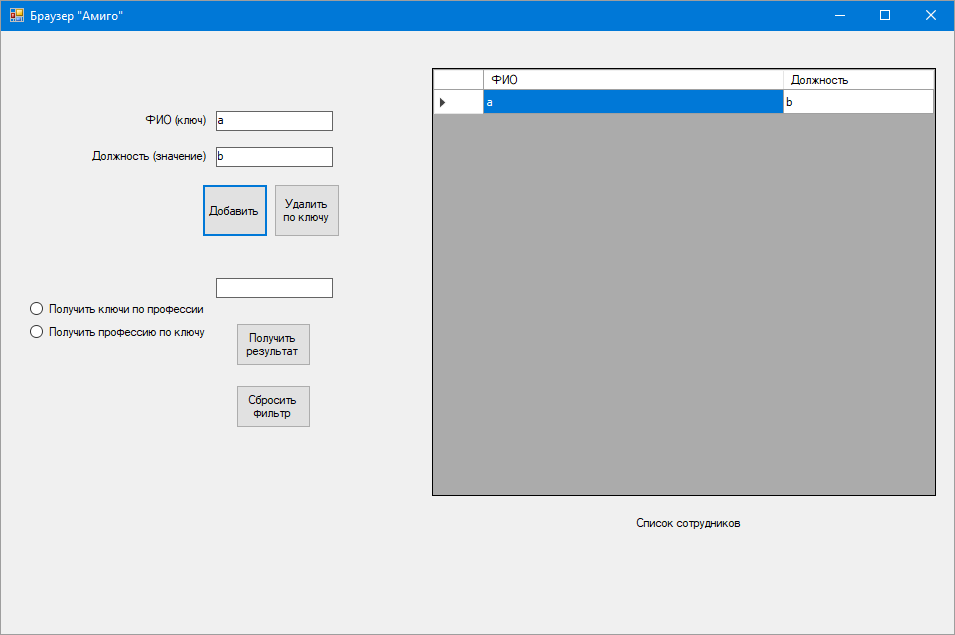 Браузер "Амиго"
ФИО (ключ)
a
Должность (значение)
b
Добавить
Удалить
по ключу
Получить ключи по профессии
Получить профессию по ключу
Получить
результат
Сбросить
фильтр
ФИО
Должность
a
b
Список сотрудников